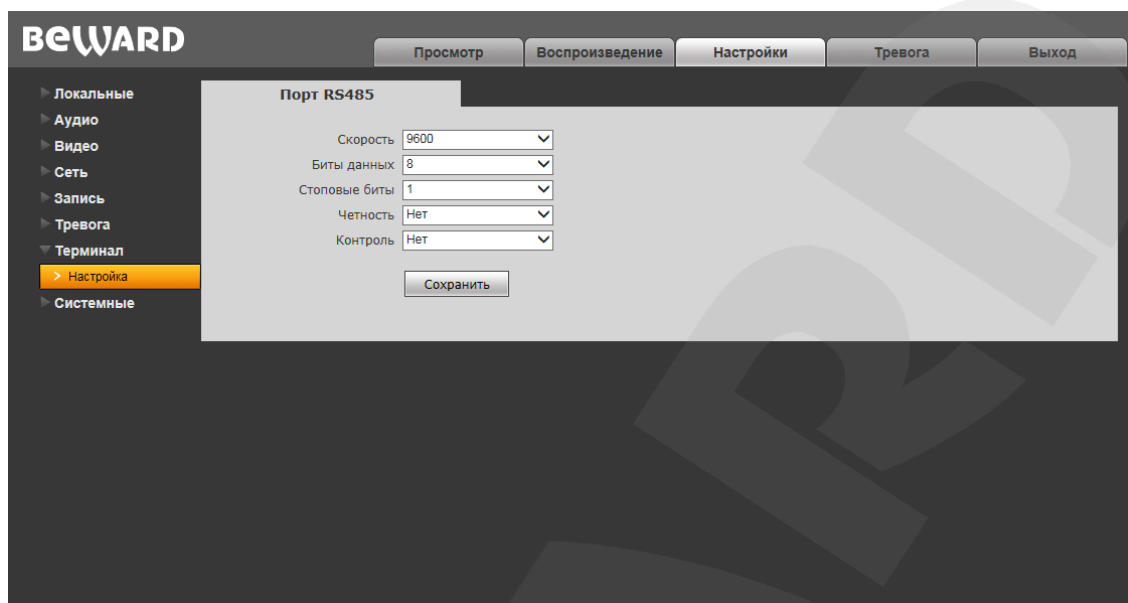 BEWARD
Просмотр
Воспроизведение
Настройки
Тревога
Выход
Локальные
Аудио
Видео
Сеть
Запись
Тревога
Терминал
> Настройка
Системные
Порт RS485
Скорость 9600
Биты данных 8
Стоповые биты 1
Четность Нет
Контроль Нет
Сохранить